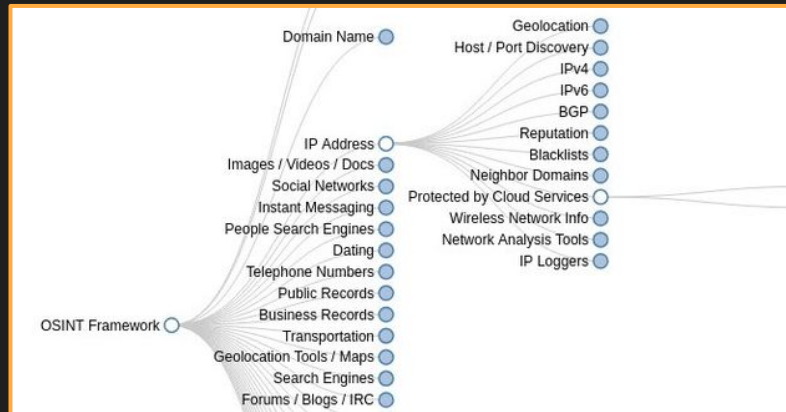 OSINT Framework
Domain Name
IP Address
Images / Videos / Docs
Social Networks
Instant Messaging
People Search Engines
Dating
Telephone Numbers
Public Records
Business Records
Transportation
Geolocation Tools / Maps
Search Engines
Forums / Blogs / IRC
Geolocation
Host / Port Discovery
IPv4
IPv6
BGP
Reputation
Blacklists
Neighbor Domains
Protected by Cloud Services
Wireless Network Info
Network Analysis Tools
IP Loggers